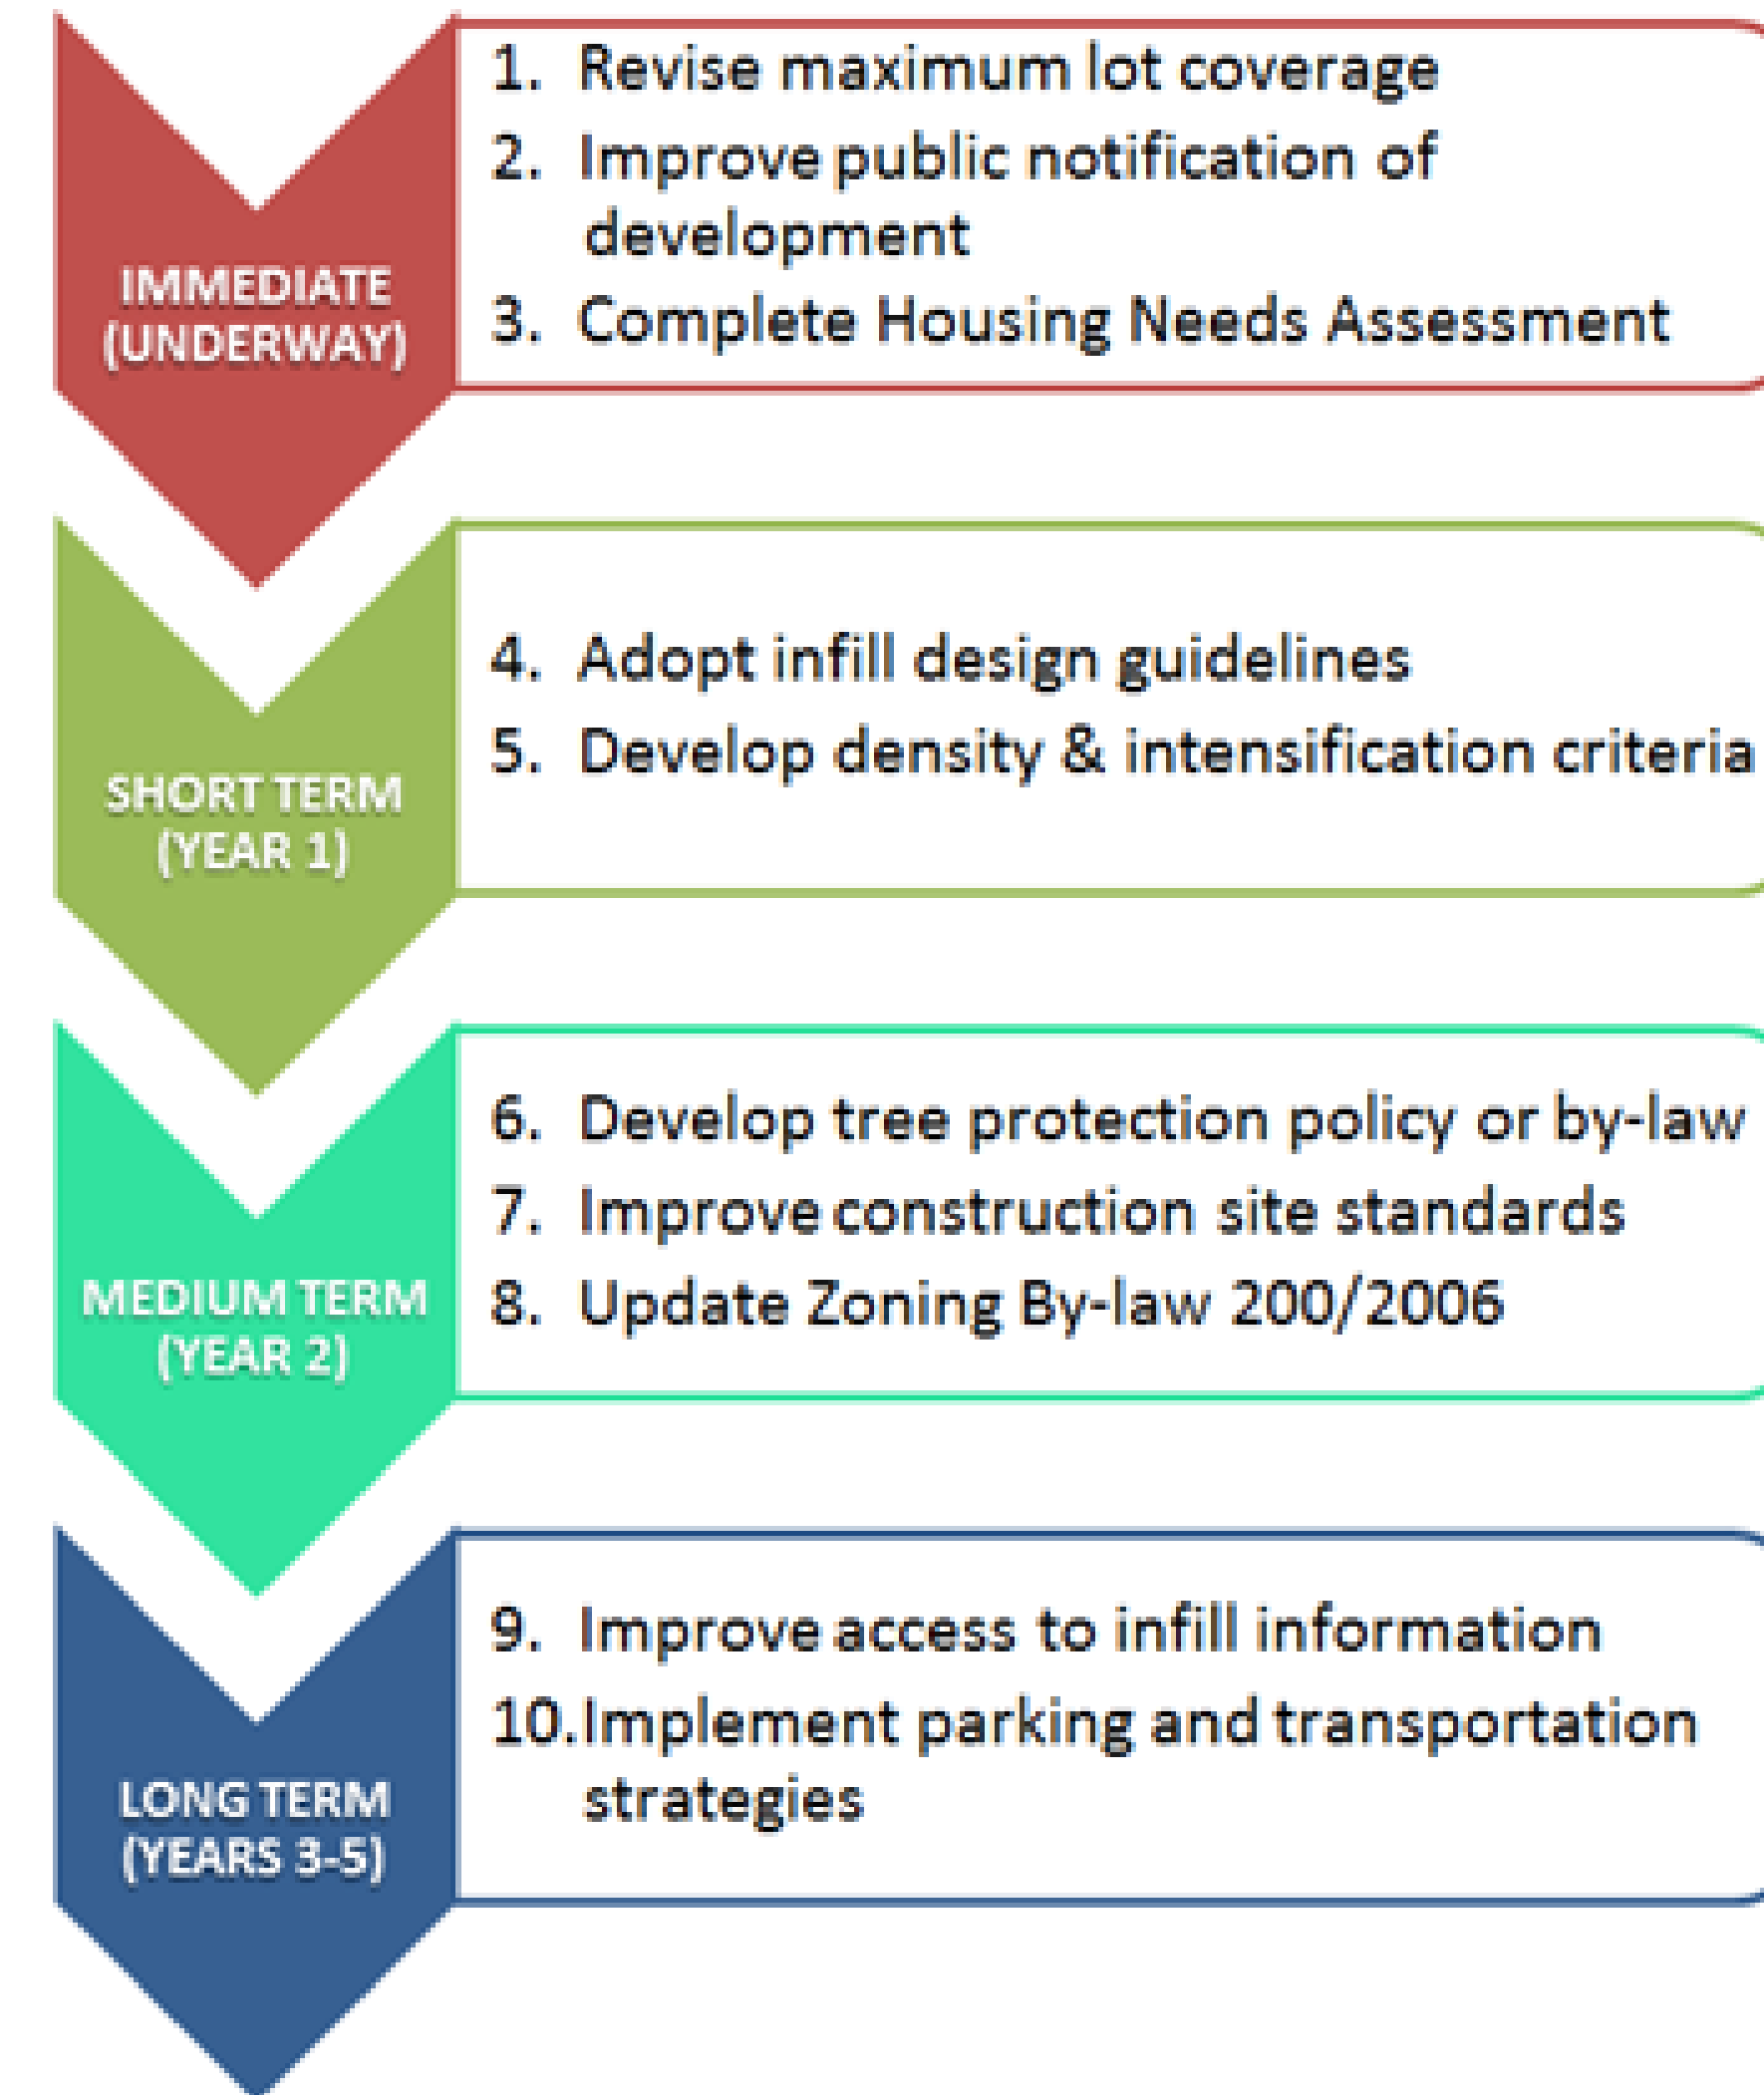 IMMEDIATE
(UNDERWAY)
1. Revise maximum lot coverage
2. Improve public notification of
development
3. Complete Housing Needs Assessment
SHORT TERM
(YEAR 1)
4. Adopt infill design guidelines
5. Develop density & intensification criteria
MEDIUM TERM
(YEAR 2)
6. Develop tree protection policy or by-law
7. Improve construction site standards
8. Update Zoning By-law 200/2006
LONG TERM
(YEARS 3-5)
9. Improve access to infill information
10. Implement parking and transportation
strategies